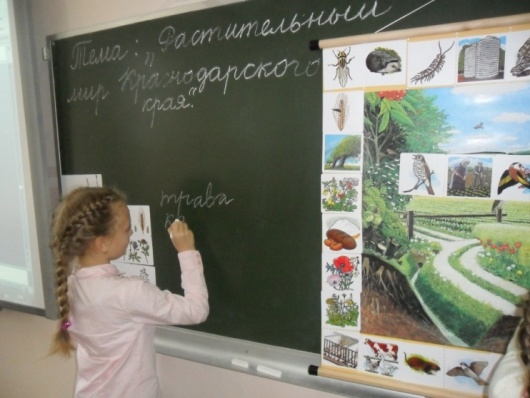 Тема: „Растительный
мир Краснодарского
края".
трава